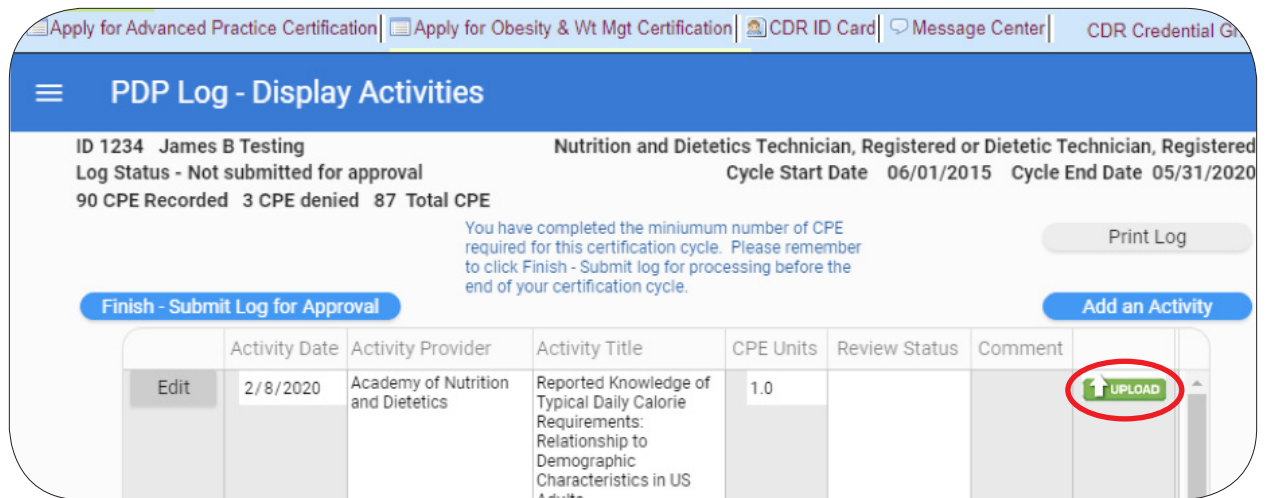 Apply for Advanced Practice Certification Apply for Obesity & Wt Mgt Certification CDR ID Card Message Center CDR Credential
PDP Log - Display Activities
ID 1234 James B Testing Nutrition and Dietetics Technician, Registered or Dietetic Technician, Registered
Log Status - Not submitted for approval Cycle Start Date 06/01/2015 Cycle End Date 05/31/2020
90 CPE Recorded 3 CPE denied 87 Total CPE
You have completed the miniumum number of CPE
required for this certification cycle. Please remember
to click Finish - Submit log for processing before the
end of your certification cycle.
Print Log
Finish - Submit Log for Approval
Add an Activity
Activity Date Activity Provider Activity Title CPE Units Review Status Comment
Edit 2/8/2020 Academy of Nutrition Reported Knowledge of 1.0 UPLOAD
and Dietetics Typical Daily Calorie
Requirements:
Relationship to
Demographic
Characteristics in US